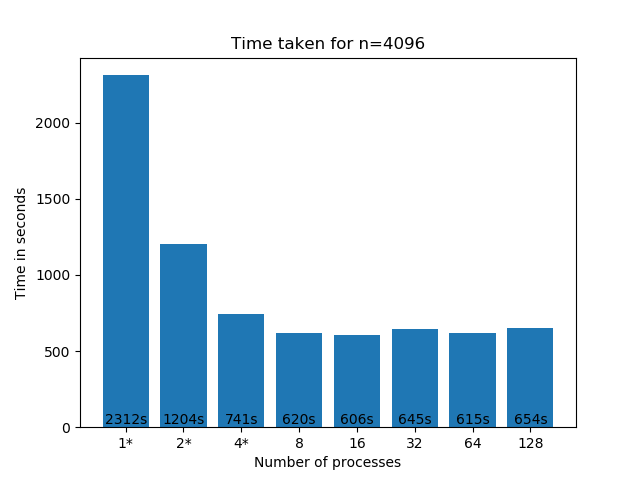 Time taken for n=4096
Time in seconds
2000
1500
1000
500
0
2312s 1204s 741s 620s 606s 645s 615s 654s
1* 2* 4* 8 16 32 64 128
Number of processes